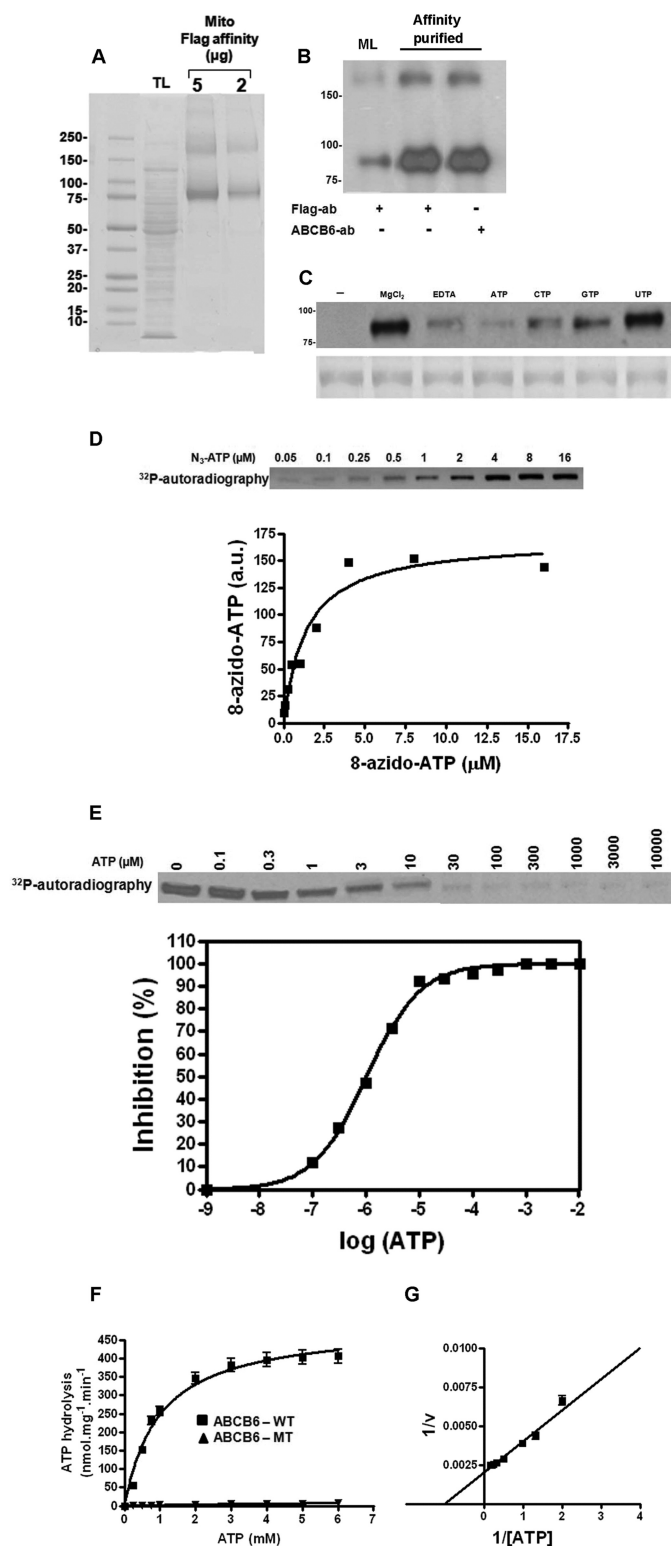 Mito
Flag affinity
(µg)
A
TL
5
2
250-
150-
100-
75-
50-
37-
25-
20-
15-
10-
B
ML
Affinity
purified
150-
100-
75-
Flag-ab + + -
ABCB6-ab - - +
C
– MgCl₂ EDTA ATP CTP GTP UTP
100-
75-
D
N₃-ATP (µM) 0.05 0.1 0.25 0.5 1 2 4 8 16
³²P-autoradiography
8-azido-ATP (a.u.)
175
150
125
100
75
50
25
0
0.0 2.5 5.0 7.5 10.0 12.5 15.0 17.5
8-azido-ATP (µM)
E
ATP (µM) 0 0.1 0.3 1 3 10 30 100 300 1000 3000 10000
³²P-autoradiography
Inhibition (%)
110
100
90
80
70
60
50
40
30
20
10
0
-9 -8 -7 -6 -5 -4 -3 -2
log (ATP)
F
ATP hydrolysis
(nmol.mg⁻¹.min⁻¹)
450
400
350
300
250
200
150
100
50
0
ABCB6 – WT
ABCB6 – MT
0 1 2 3 4 5 6 7
ATP (mM)
G
1/v
0.0100
0.0075
0.0050
0.0025
0 1 2 3 4
1/[ATP]